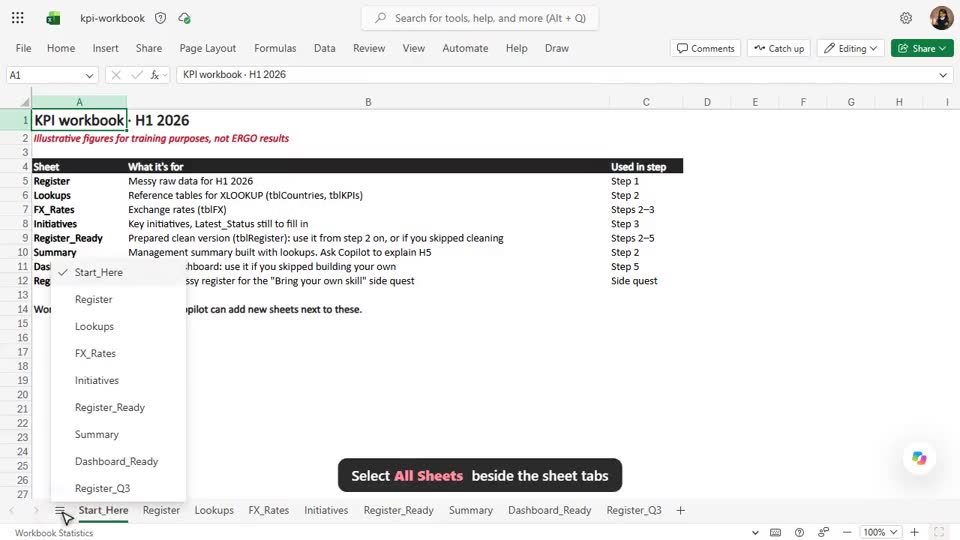 kpi-workbook
Search for tools, help, and more (Alt + Q)
File Home Insert Share Page Layout Formulas Data Review View Automate Help Draw
Comments Catch up Editing Share
A1 fx KPI workbook · H1 2026
A B C D E F G H I
1 KPI workbook · H1 2026
2 Illustrative figures for training purposes, not ERGO results
3
4 Sheet What it's for Used in step
5 Register Messy raw data for H1 2026 Step 1
6 Lookups Reference tables for XLOOKUP (tblCountries, tblKPIs) Step 2
7 FX_Rates Exchange rates (tblFX) Steps 2–3
8 Initiatives Key initiatives, Latest_Status still to fill in Step 3
9 Register_Ready Prepared clean version (tblRegister): use it from step 2 on, or if you skipped cleaning Steps 2–5
10 Summary Management summary built with lookups. Ask Copilot to explain H5 Step 2
11 Das shboard: use it if you skipped building your own Step 5
12 Reg ssy register for the "Bring your own skill" side quest Side quest
13
14 Wor pilot can add new sheets next to these.
15
16
17
18
19
20
21
22
23
24
25
26
27
Start_Here
Register
Lookups
FX_Rates
Initiatives
Register_Ready
Summary
Dashboard_Ready
Register_Q3
Select All Sheets beside the sheet tabs
Start_Here Register Lookups FX_Rates Initiatives Register_Ready Summary Dashboard_Ready Register_Q3 +
Workbook Statistics
100%